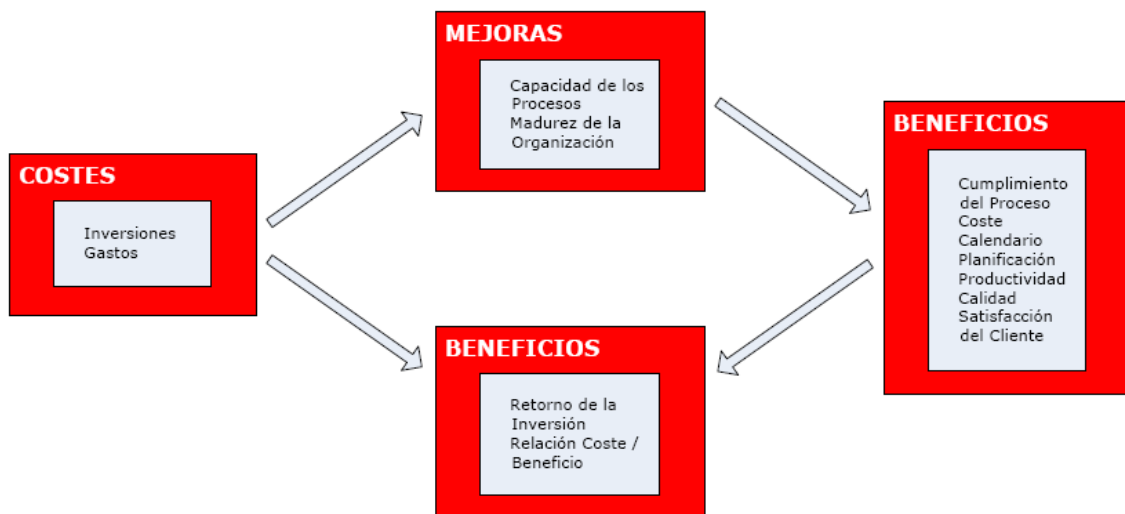 MEJORAS
Capacidad de los
Procesos
Madurez de la
Organización
COSTES
Inversiones
Gastos
BENEFICIOS
Cumplimiento
del Proceso
Coste
Calendario
Planificación
Productividad
Calidad
Satisfacción
del Cliente
BENEFICIOS
Retorno de la
Inversión
Relación Coste /
Beneficio